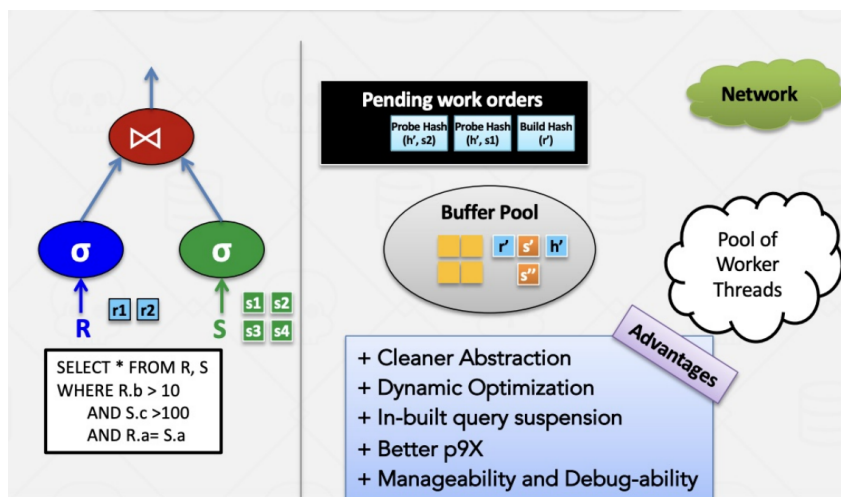 ⋈
σ
σ
R
r1 r2
S
s1 s2
s3 s4
SELECT * FROM R, S
WHERE R.b > 10
AND S.c >100
AND R.a= S.a
Pending work orders
Probe Hash
(h’, s2)
Probe Hash
(h’, s1)
Build Hash
(r’)
Network
Buffer Pool
r’ s’ h’
s’’
Pool of
Worker
Threads
Advantages
+ Cleaner Abstraction
+ Dynamic Optimization
+ In-built query suspension
+ Better p9X
+ Manageability and Debug-ability